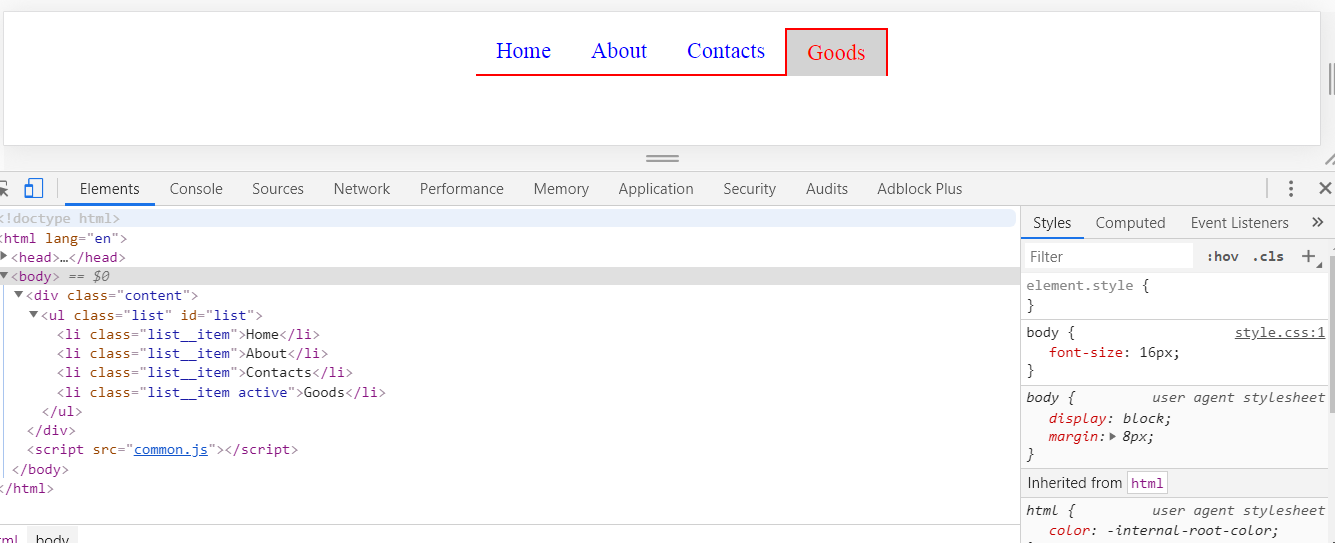 Home About Contacts Goods
Elements Console Sources Network Performance Memory Application Security Audits Adblock Plus
<!doctype html>
<html lang="en">
<head>…</head>
<body> == $0
<div class="content">
<ul class="list" id="list">
<li class="list__item">Home</li>
<li class="list__item">About</li>
<li class="list__item">Contacts</li>
<li class="list__item active">Goods</li>
</ul>
</div>
<script src="common.js"></script>
</body>
</html>
html body
Styles Computed Event Listeners »
Filter :hov .cls +
element.style {
}
body { style.css:1
font-size: 16px;
}
body { user agent stylesheet
display: block;
margin: 8px;
}
Inherited from html
html { user agent stylesheet
color: -internal-root-color;